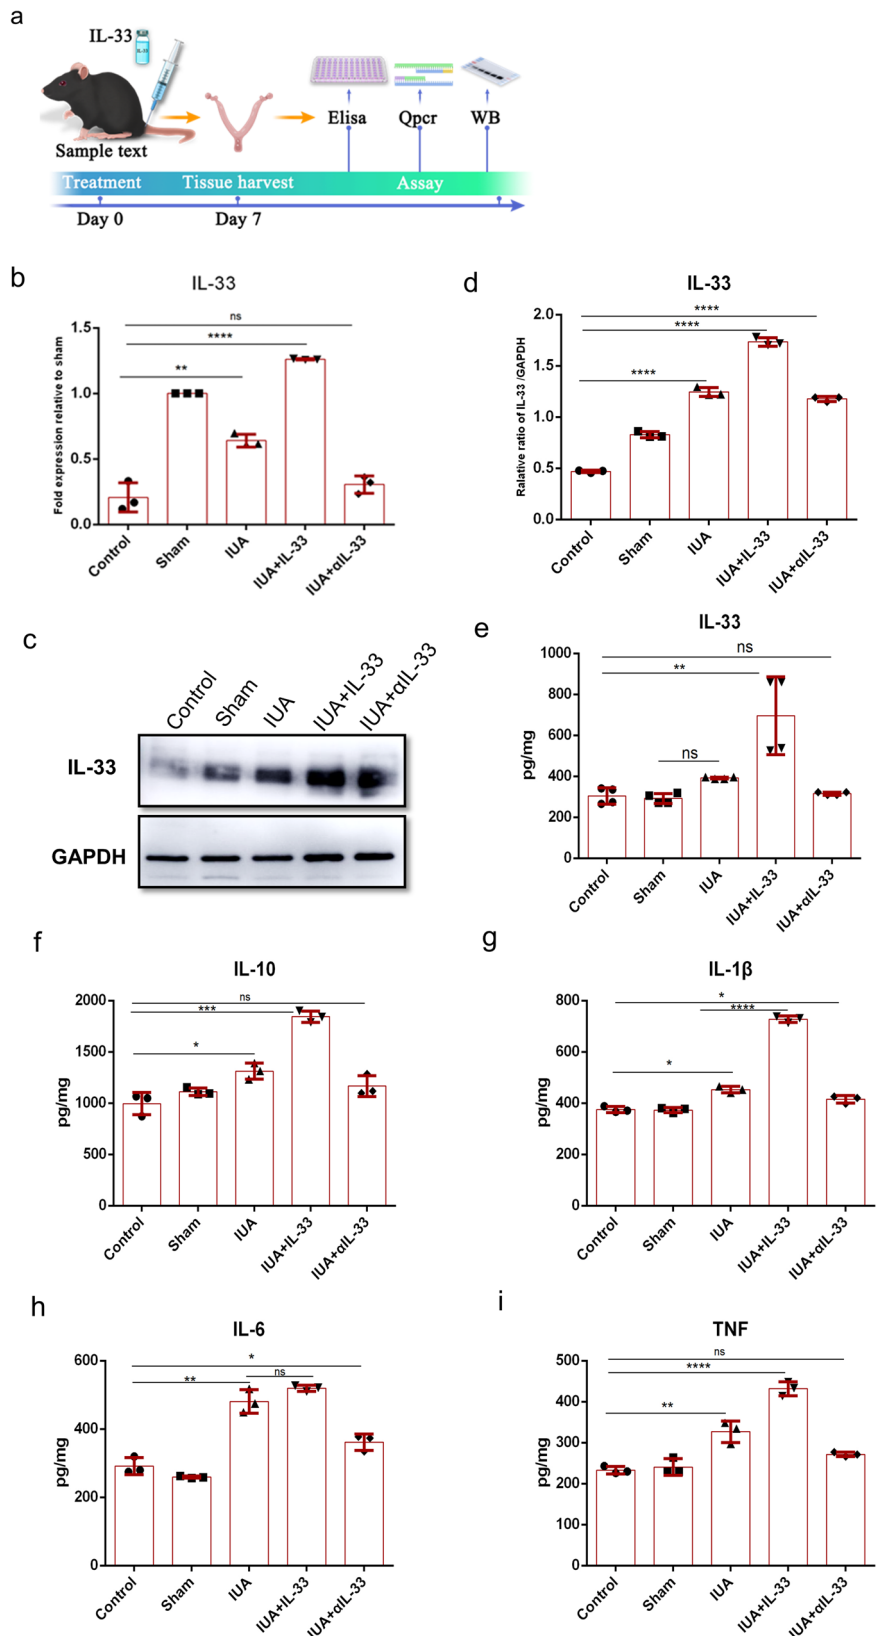 a
IL-33
IL-33
Sample text
Elisa Qpcr WB
Treatment Tissue harvest Assay
Day 0 Day 7
b
IL-33
ns
****
**
Fold expression relative to sham
1.5
1.0
0.5
0.0
Control Sham IUA IUA+IL-33 IUA+αIL-33
d
IL-33
****
****
****
Ralative ratio of IL-33 /GAPDH
2.0
1.5
1.0
0.5
0.0
Control Sham IUA IUA+IL-33 IUA+αIL-33
c
Control Sham IUA IUA+IL-33 IUA+αIL-33
IL-33
GAPDH
e
IL-33
ns
**
ns
pg/mg
1000
800
600
400
200
0
Control Sham IUA IUA+IL-33 IUA+αIL-33
f
IL-10
ns
***
*
pg/mg
2000
1500
1000
500
0
Control Sham IUA IUA+IL-33 IUA+αIL-33
g
IL-1β
*
****
*
pg/mg
800
600
400
200
0
Control Sham IUA IUA+IL-33 IUA+αIL-33
h
IL-6
*
ns
**
pg/mg
600
400
200
0
Control Sham IUA IUA+IL-33 IUA+αIL-33
i
TNF
ns
****
**
pg/mg
500
400
300
200
100
0
Control Sham IUA IUA+IL-33 IUA+αIL-33